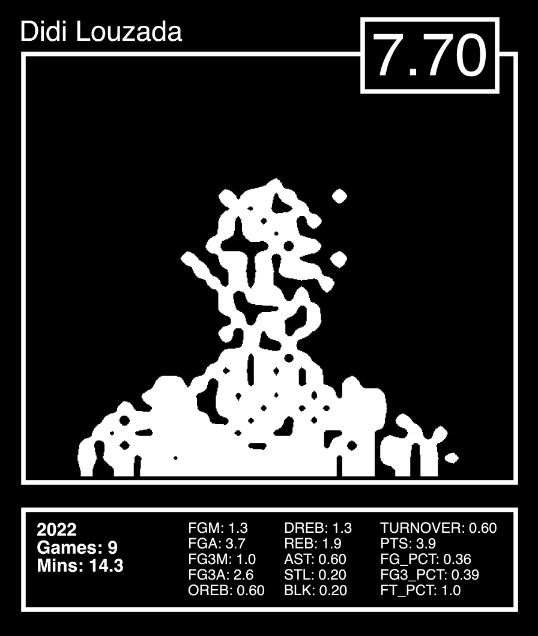 Didi Louzada
7.70
2022
Games: 9
Mins: 14.3
FGM: 1.3
FGA: 3.7
FG3M: 1.0
FG3A: 2.6
OREB: 0.60
DREB: 1.3
REB: 1.9
AST: 0.60
STL: 0.20
BLK: 0.20
TURNOVER: 0.60
PTS: 3.9
FG_PCT: 0.36
FG3_PCT: 0.39
FT_PCT: 1.0